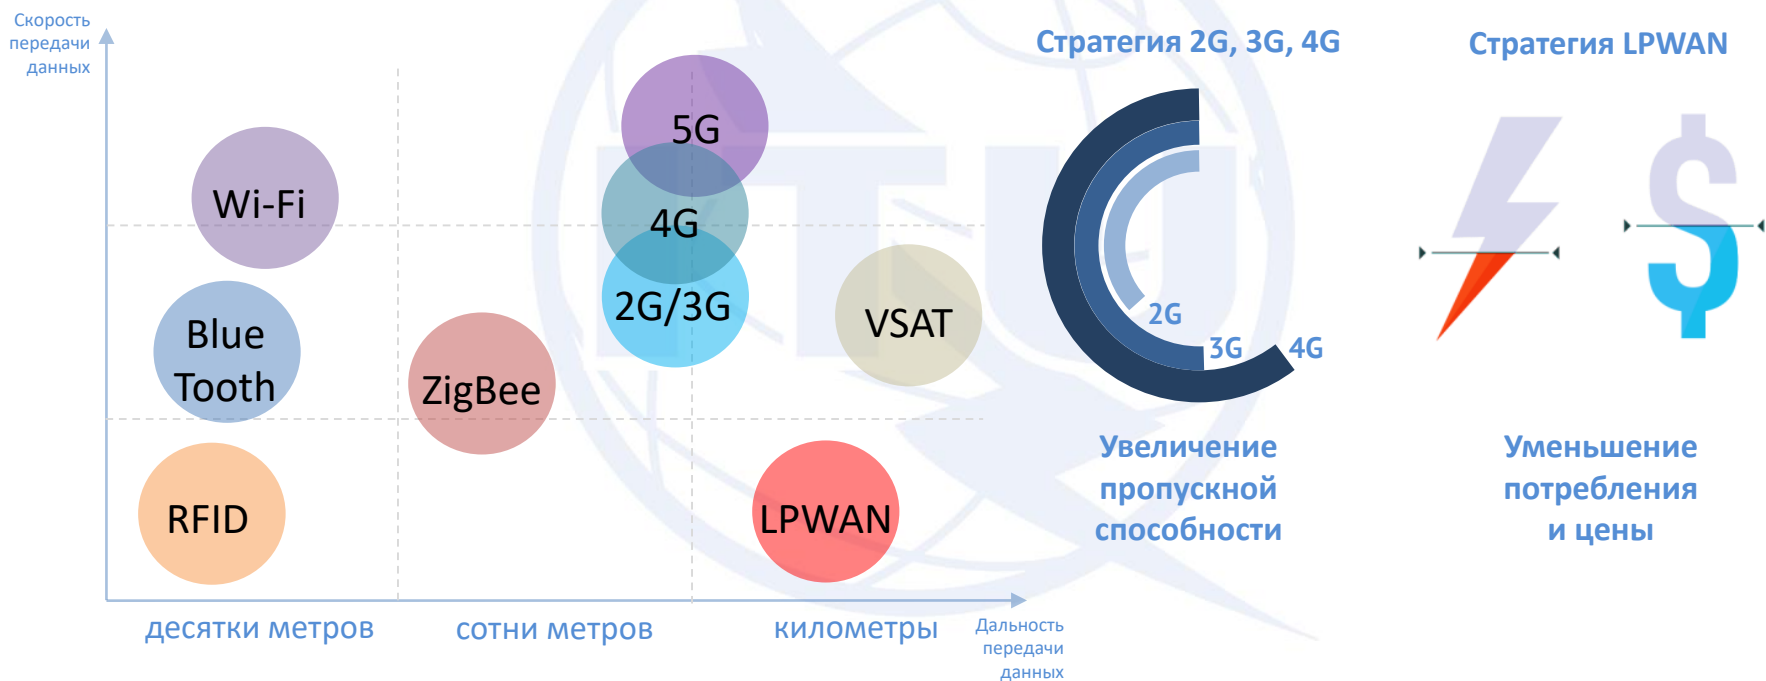 Скорость
передачи
данных
5G
Wi-Fi
4G
2G/3G
VSAT
Blue
Tooth
ZigBee
RFID
LPWAN
десятки метров
сотни метров
километры
Дальность
передачи
данных
Стратегия 2G, 3G, 4G
2G
3G
4G
Увеличение
пропускной
способности
Стратегия LPWAN
Уменьшение
потребления
и цены
ITU